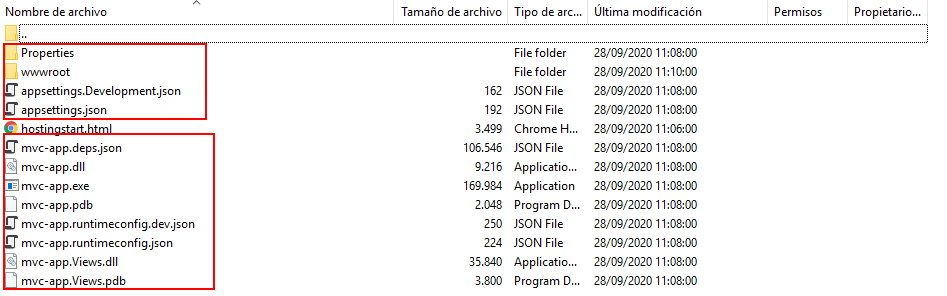 Nombre de archivo Tamaño de archivo Tipo de arc... Última modificación Permisos Propietario...
..
Properties File folder 28/09/2020 11:08:00
wwwroot File folder 28/09/2020 11:10:00
appsettings.Development.json 162 JSON File 28/09/2020 11:08:00
appsettings.json 192 JSON File 28/09/2020 11:08:00
hostingstart.html 3.499 Chrome H... 28/09/2020 11:06:00
mvc-app.deps.json 106.546 JSON File 28/09/2020 11:08:00
mvc-app.dll 9.216 Applicatio... 28/09/2020 11:08:00
mvc-app.exe 169.984 Application 28/09/2020 11:08:00
mvc-app.pdb 2.048 Program D... 28/09/2020 11:08:00
mvc-app.runtimeconfig.dev.json 250 JSON File 28/09/2020 11:08:00
mvc-app.runtimeconfig.json 224 JSON File 28/09/2020 11:08:00
mvc-app.Views.dll 35.840 Applicatio... 28/09/2020 11:08:00
mvc-app.Views.pdb 3.800 Program D... 28/09/2020 11:08:00